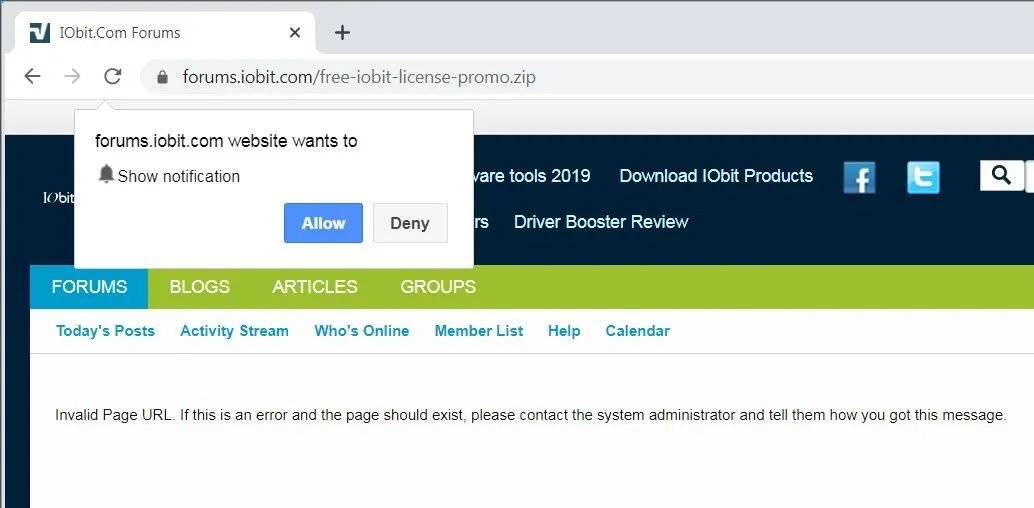 IObit.Com Forums
forums.iobit.com/free-iobit-license-promo.zip
forums.iobit.com website wants to
Show notification
Allow Deny
IObit
tools 2019 Download IObit Products
Driver Booster Review
FORUMS BLOGS ARTICLES GROUPS
Today's Posts Activity Stream Who's Online Member List Help Calendar
Invalid Page URL. If this is an error and the page should exist, please contact the system administrator and tell them how you got this message.